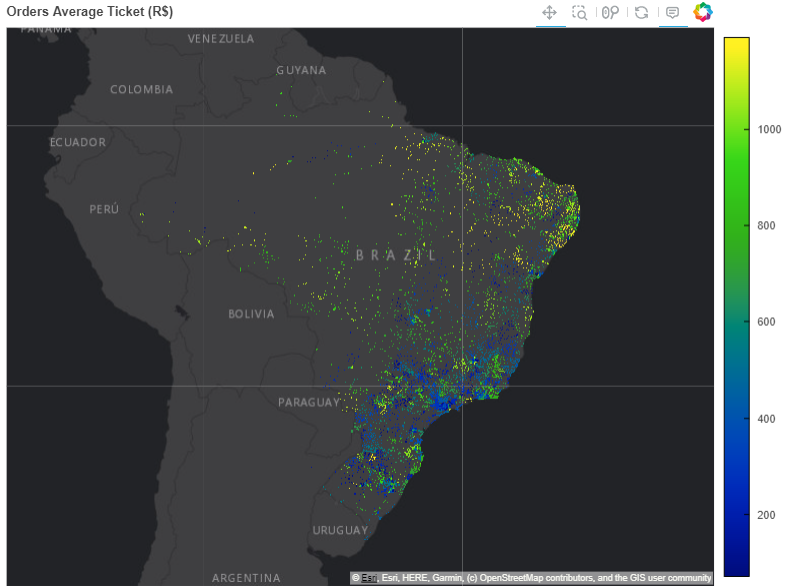 Orders Average Ticket (R$)
PANAMA
VENEZUELA
GUYANA
COLOMBIA
ECUADOR
PERÚ
BRAZIL
BOLIVIA
PARAGUAY
URUGUAY
ARGENTINA
1000
800
600
400
200
© Esri, Esri, HERE, Garmin, (c) OpenStreetMap contributors, and the GIS user community